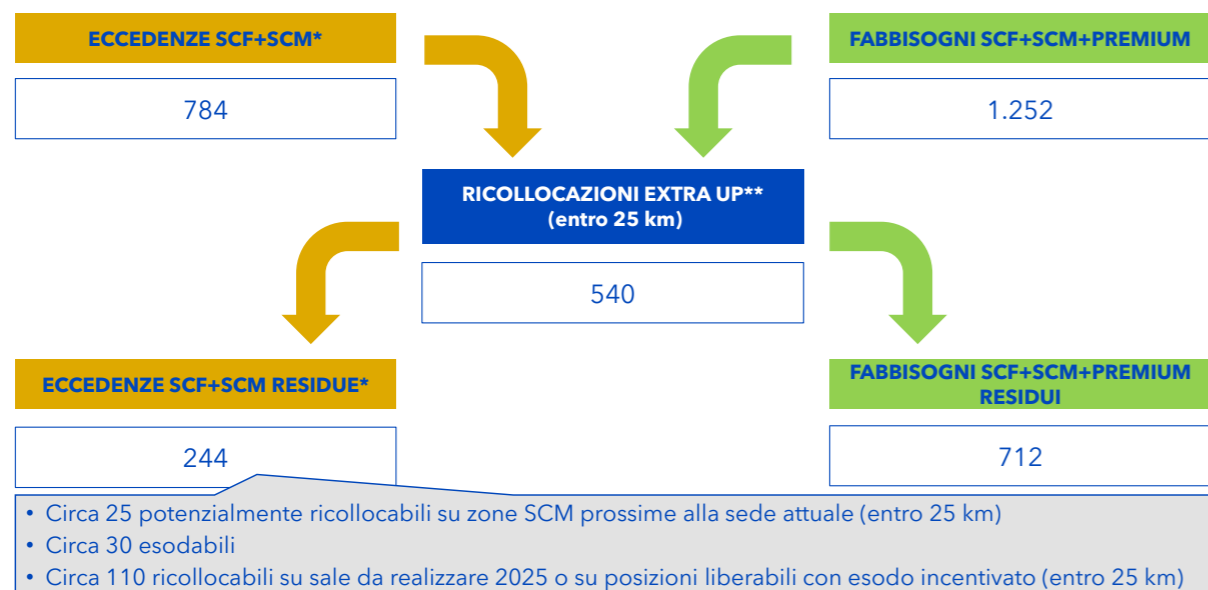 ECCEDENZE SCF+SCM*
FABBISOGNI SCF+SCM+PREMIUM
784
1.252
RICOLLOCAZIONI EXTRA UP**
(entro 25 km)
540
ECCEDENZE SCF+SCM RESIDUE*
FABBISOGNI SCF+SCM+PREMIUM
RESIDUI
244
712
• Circa 25 potenzialmente ricollocabili su zone SCM prossime alla sede attuale (entro 25 km)
• Circa 30 esodabili
• Circa 110 ricollocabili su sale da realizzare 2025 o su posizioni liberabili con esodo incentivato (entro 25 km)